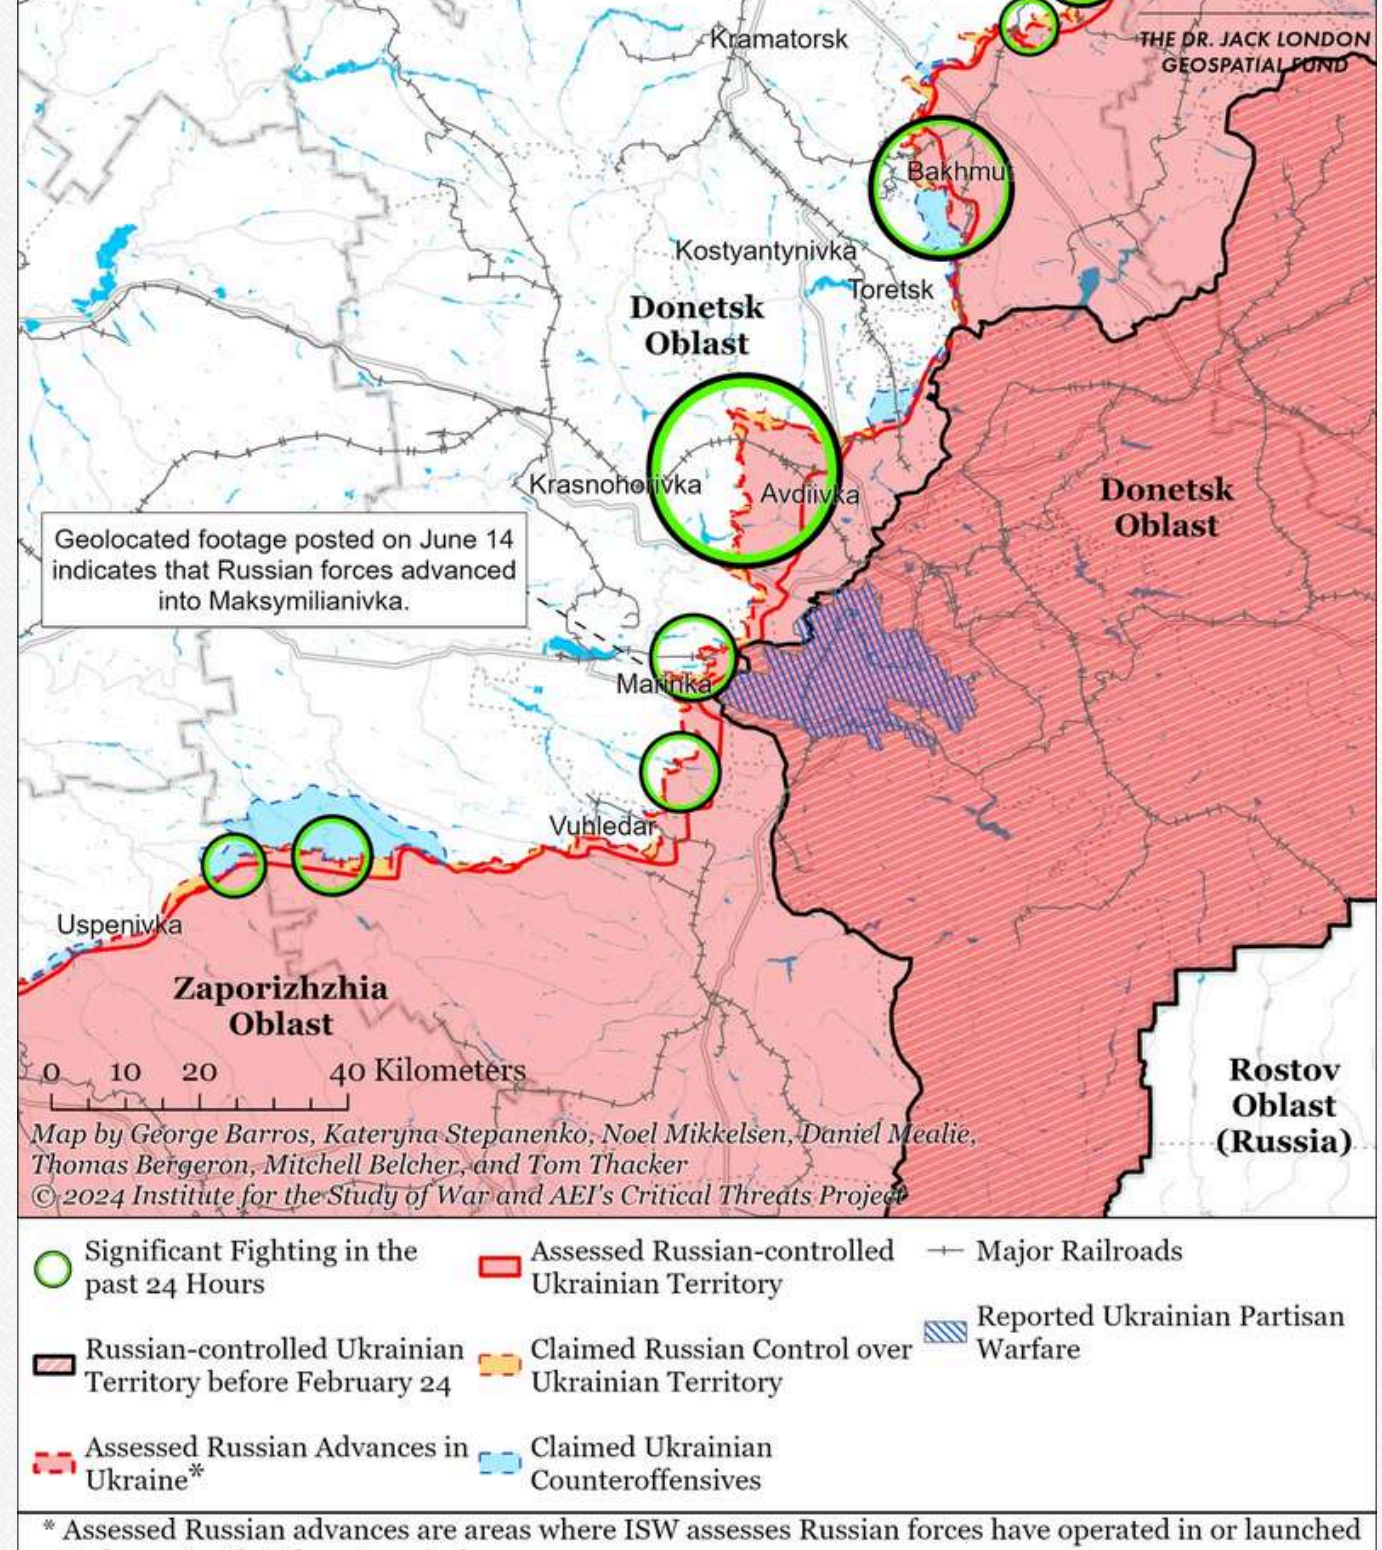 Kramatorsk
THE DR. JACK LONDON
GEOSPATIAL FUND
Bakhmut
Kostyantynivka
Toretsk
Donetsk
Oblast
Krasnohorivka
Avdiivka
Donetsk
Oblast
Geolocated footage posted on June 14
indicates that Russian forces advanced
into Maksymilianivka.
Marinka
Vuhledar
Uspenivka
Zaporizhzhia
Oblast
0 10 20 40 Kilometers
Rostov
Oblast
(Russia)
Map by George Barros, Kateryna Stepanenko, Noel Mikkelsen, Daniel Mealie,
Thomas Bergeron, Mitchell Belcher, and Tom Thacker
© 2024 Institute for the Study of War and AEI's Critical Threats Project
Significant Fighting in the
past 24 Hours
Russian-controlled Ukrainian
Territory before February 24
Assessed Russian Advances in
Ukraine*
Assessed Russian-controlled
Ukrainian Territory
Claimed Russian Control over
Ukrainian Territory
Claimed Ukrainian
Counteroffensives
Major Railroads
Reported Ukrainian Partisan
Warfare
* Assessed Russian advances are areas where ISW assesses Russian forces have operated in or launched